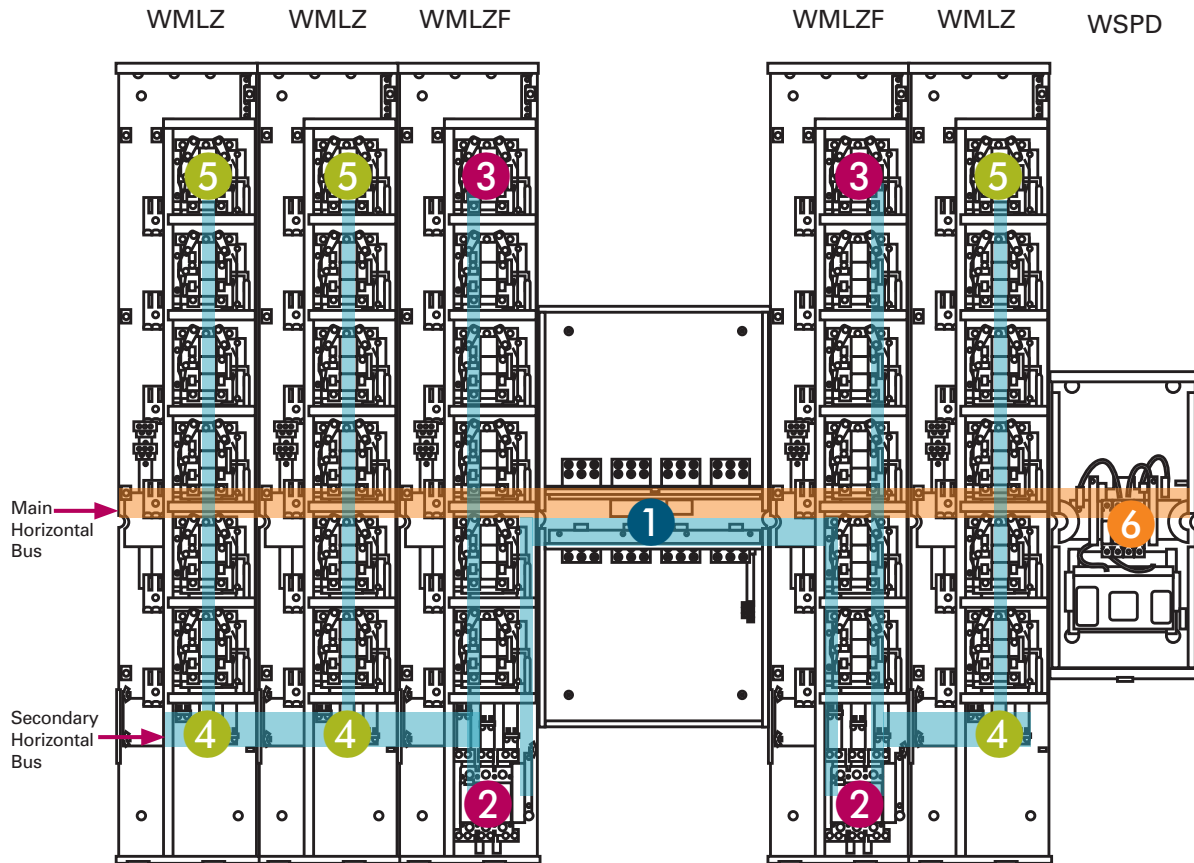 WMLZ WMLZ WMLZF WMLZF WMLZ WSPD
5 5 3 3 5
Main
Horizontal
Bus
1 6
Secondary
Horizontal
Bus
4 4 4
2 2